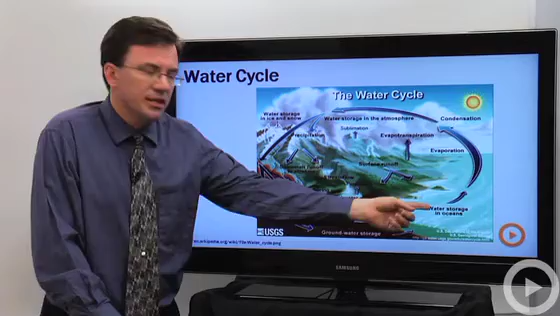 Water Cycle
The Water Cycle
Water storage
in ice and snow
Water storage in the atmosphere
Condensation
Sublimation
Precipitation
Evapotranspiration
Evaporation
Surface runoff
Water storage
in oceans
Ground-water storage
USGS
SAMSUNG